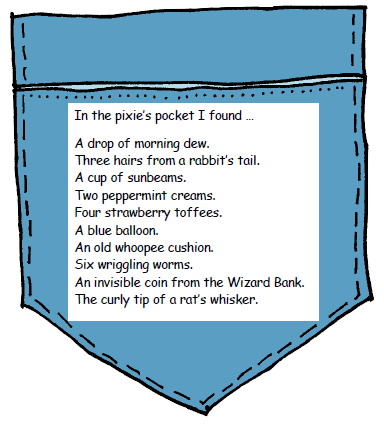 In the pixie's pocket I found ...
A drop of morning dew.
Three hairs from a rabbit's tail.
A cup of sunbeams.
Two peppermint creams.
Four strawberry toffees.
A blue balloon.
An old whoopee cushion.
Six wriggling worms.
An invisible coin from the Wizard Bank.
The curly tip of a rat's whisker.